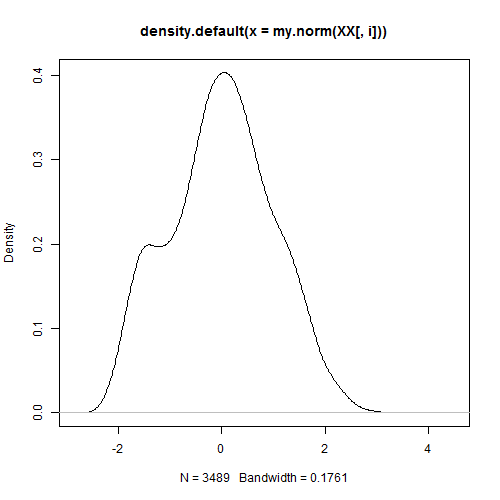 density.default(x = my.norm(XX[, i]))
Density
0.4
0.3
0.2
0.1
0.0
-2 0 2 4
N = 3489 Bandwidth = 0.1761